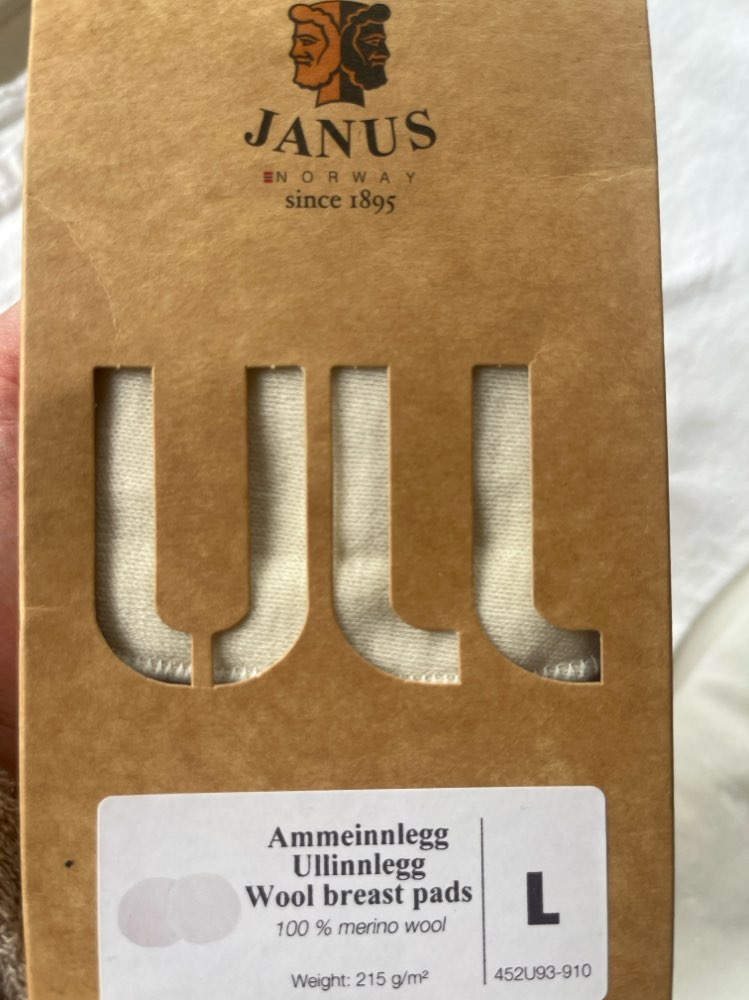 JANUS
NORWAY
since 1895
ULL
Ammeinnlegg
Ullinnlegg
Wool breast pads
100 % merino wool
Weight: 215 g/m²
L
452U93-910